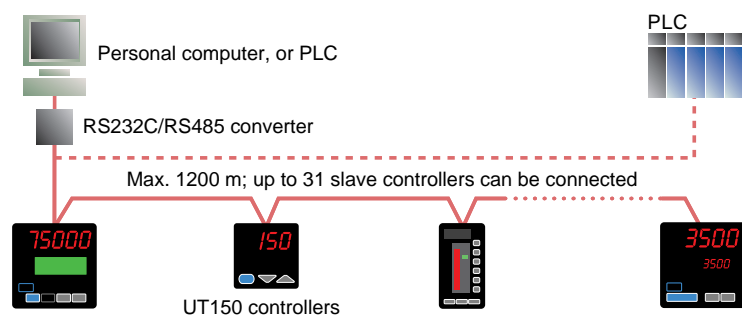 PLC
Personal computer, or PLC
RS232C/RS485 converter
Max. 1200 m; up to 31 slave controllers can be connected
75000
150
3500
3500
UT150 controllers